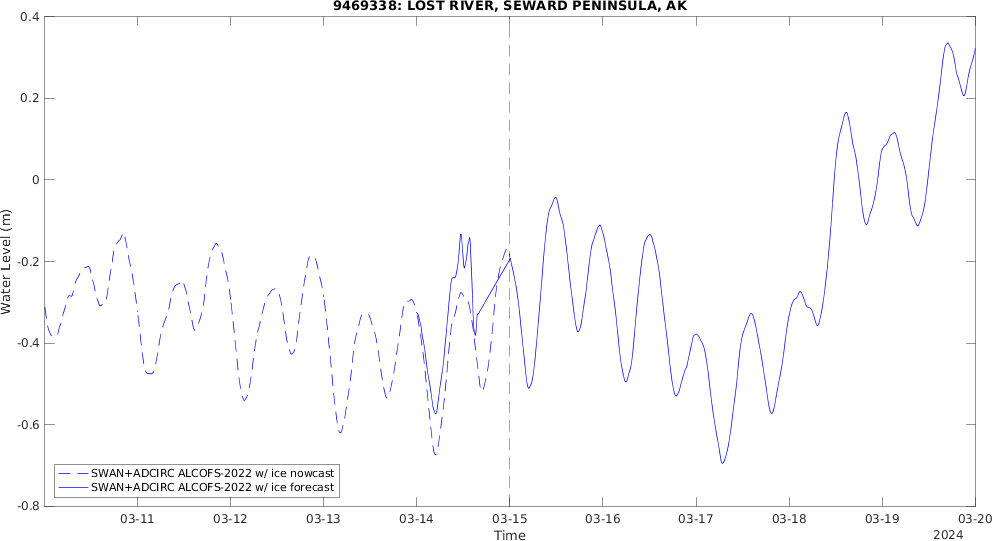 9469338: LOST RIVER, SEWARD PENINSULA, AK
0.4
0.2
0
-0.2
-0.4
-0.6
-0.8
Water Level (m)
SWAN+ADCIRC ALCOFS-2022 w/ ice nowcast
SWAN+ADCIRC ALCOFS-2022 w/ ice forecast
03-11 03-12 03-13 03-14 03-15 03-16 03-17 03-18 03-19 03-20
Time
2024